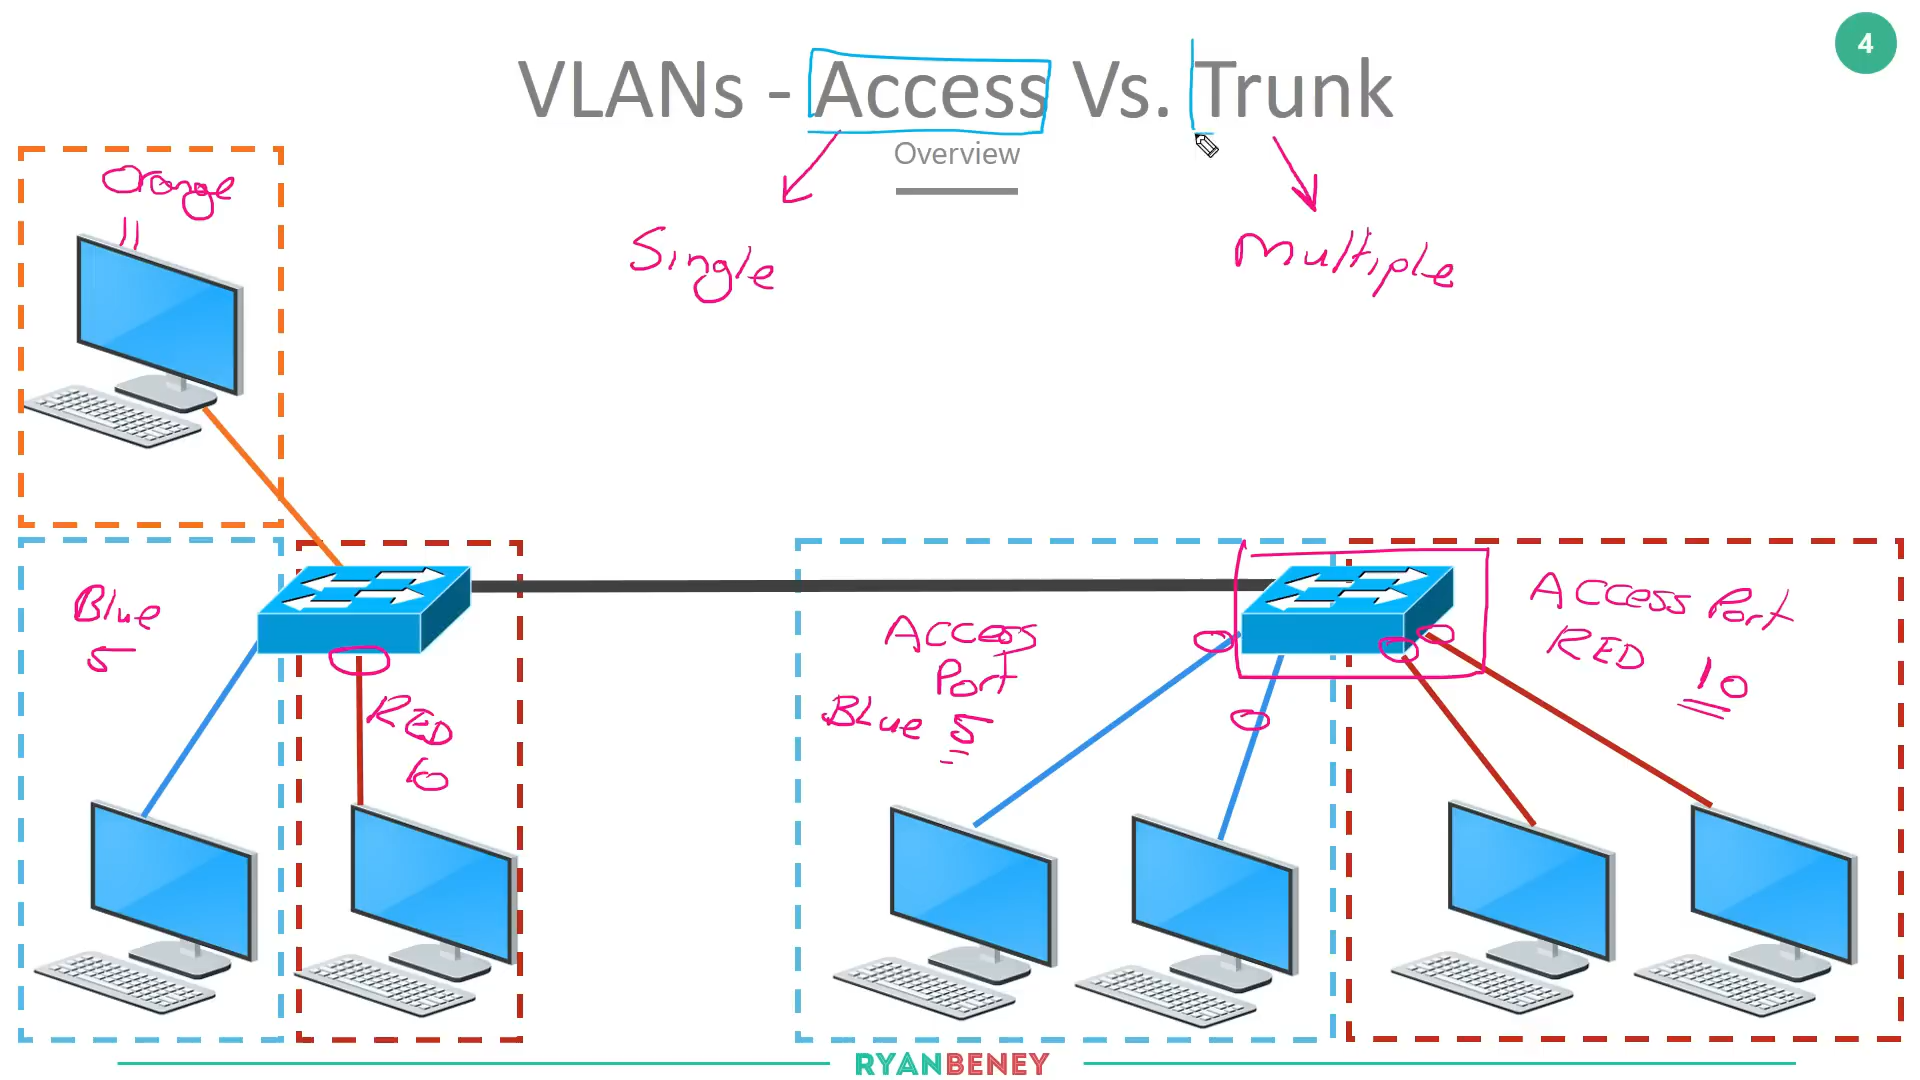 4
VLANs - Access Vs. Trunk
Overview
Single
Multiple
Orange
11
Blue
5
RED
10
Access
Port
Blue 5
Access Port
RED 10
RYANBENEY